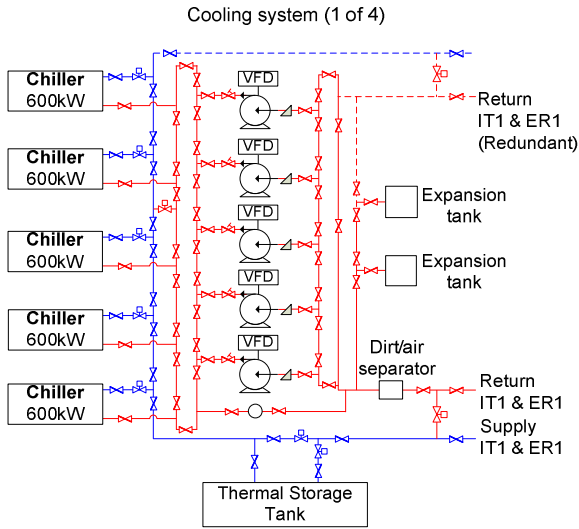 Cooling system (1 of 4)
Chiller
600kW
VFD
Return
IT1 & ER1
(Redundant)
Chiller
600kW
VFD
Expansion
tank
Chiller
600kW
VFD
Expansion
tank
Chiller
600kW
VFD
Dirt/air
separator
Chiller
600kW
VFD
Return
IT1 & ER1
Supply
IT1 & ER1
Thermal Storage
Tank